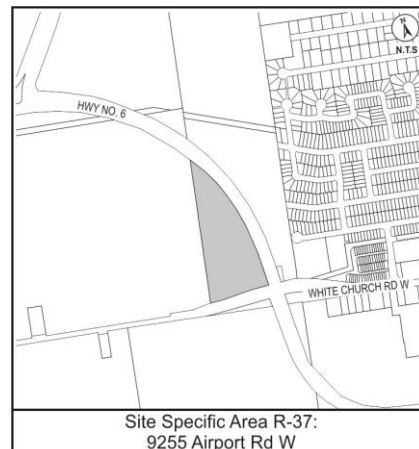 N
N.T.S
HWY NO. 6
WHITE CHURCH RD W
Site Specific Area R-37:
9255 Airport Rd W